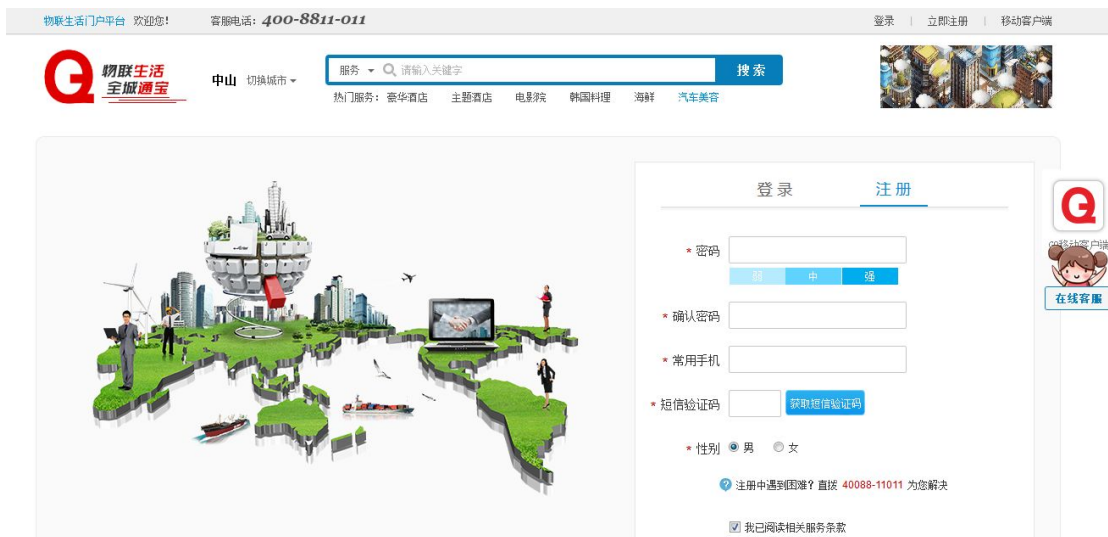 物联生活门户平台 欢迎您! 客服电话: 400-8811-011 登录 | 立即注册 | 移动客户端
物联生活
全城通宝
中山 切换城市
服务 请输入关键字 搜索
热门服务: 豪华酒店 主题酒店 电影院 韩国料理 海鲜 汽车美容
登录 注册
* 密码
弱 中 强
* 确认密码
* 常用手机
* 短信验证码 获取短信验证码
* 性别 男 女
注册中遇到困难? 直拨 40088-11011 为您解决
我已阅读相关服务条款
移动客户端
在线客服